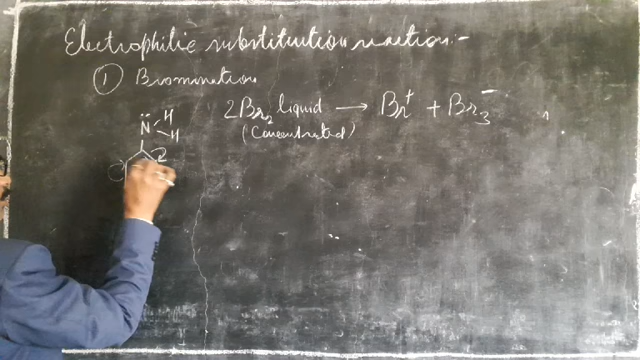 Electrophilic substitution reaction:-
① Bromination
2Br₂ liquid → Br⁺ + Br₃⁻
(Concentrated)
H
N̈
H